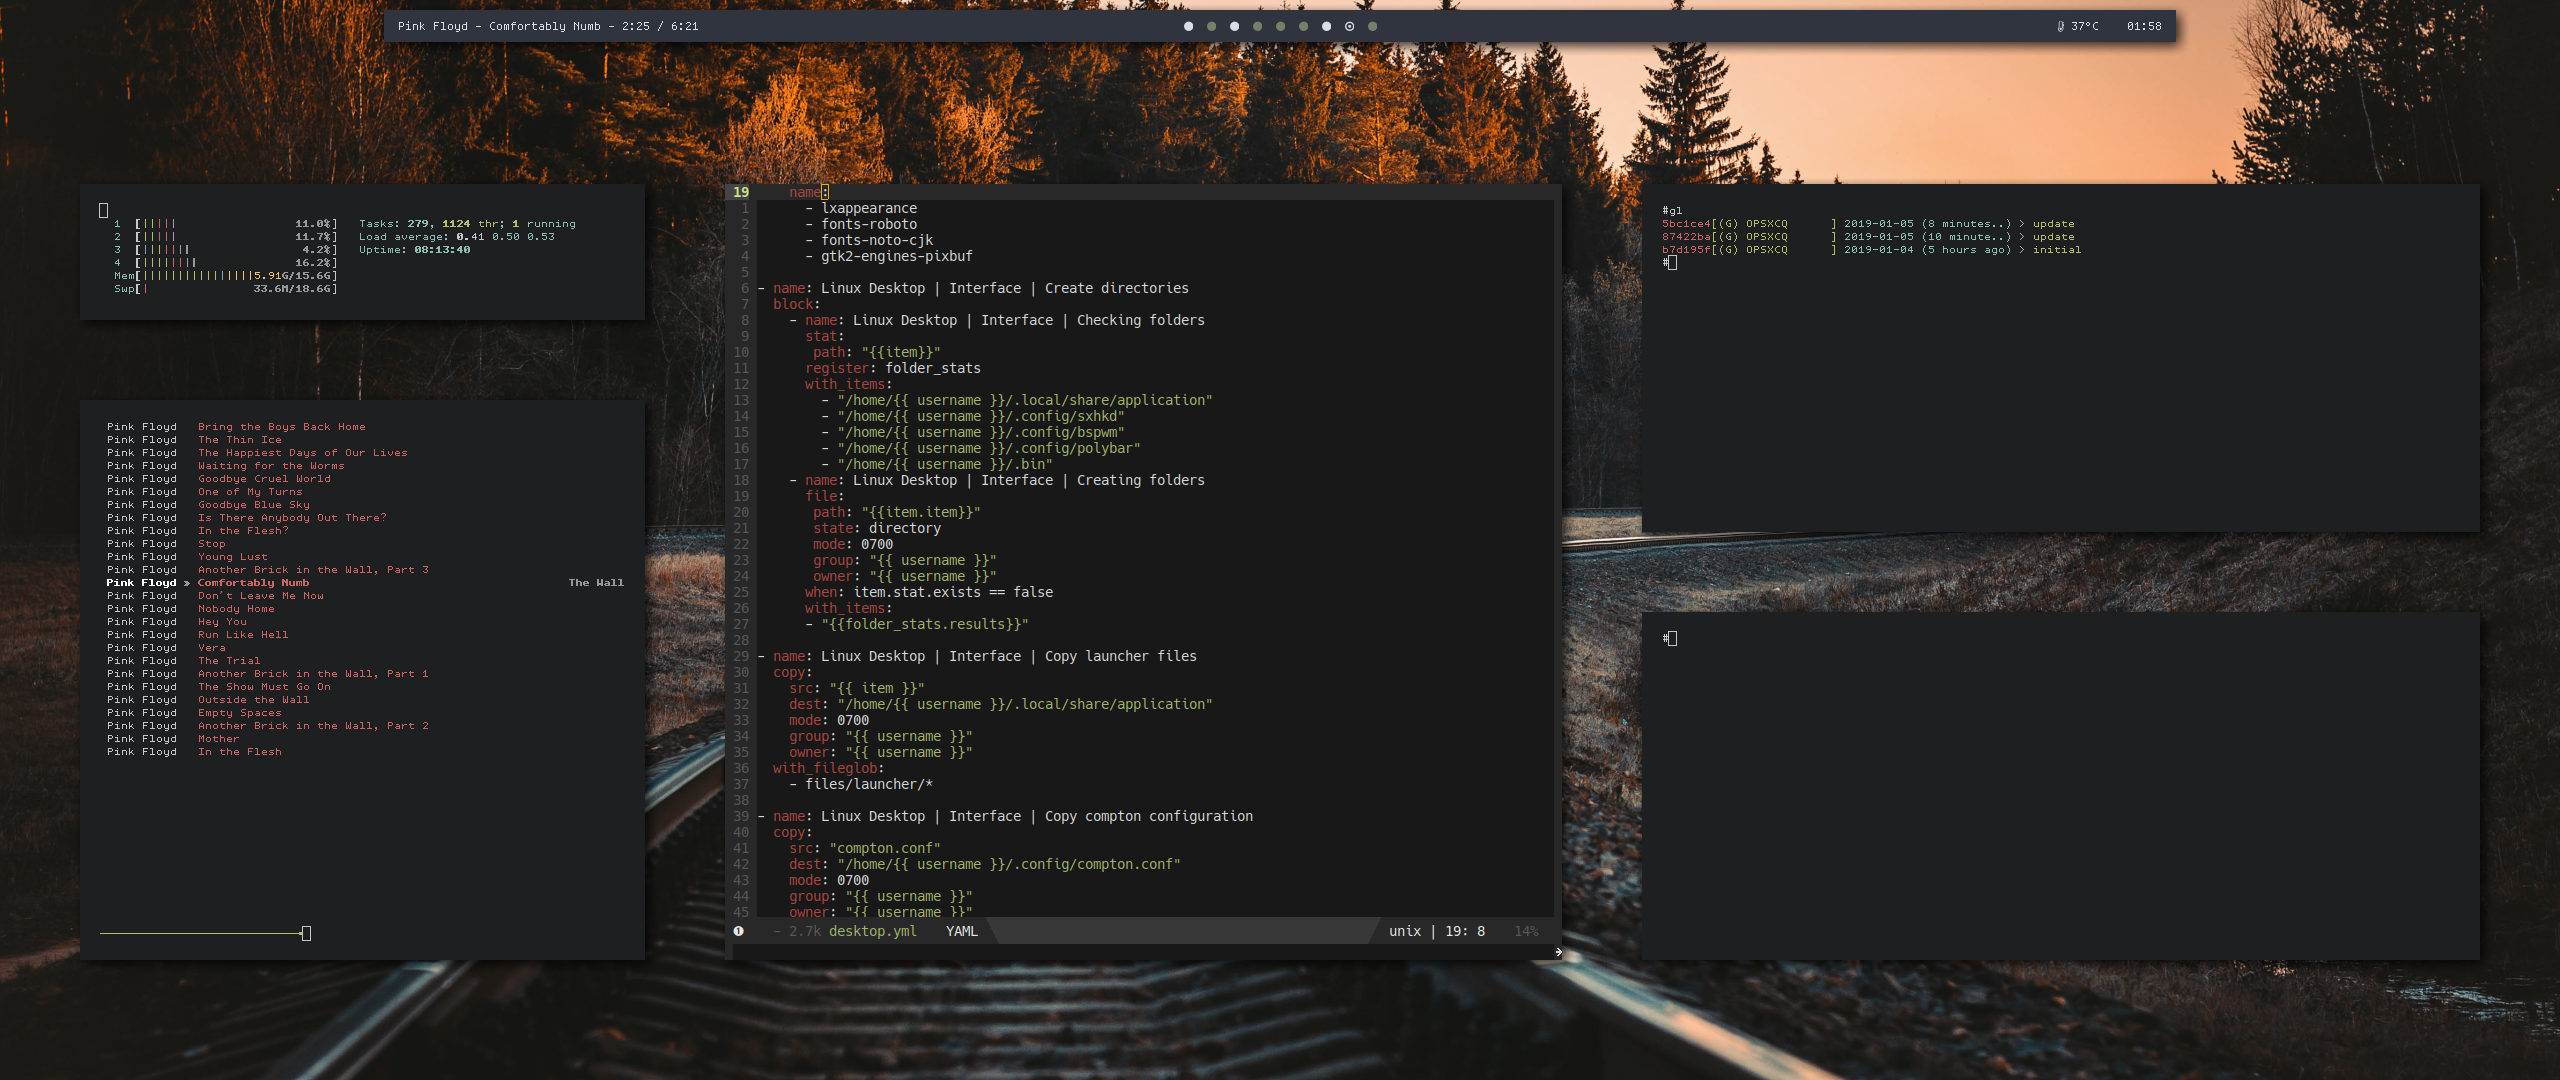 Pink Floyd - Comfortably Numb - 2:25 / 6:21
37°C 01:58
1 [||||| 11.0%] Tasks: 279, 1124 thr; 1 running
2 [||||| 11.7%] Load average: 0.41 0.50 0.53
3 [||||||| 4.2%] Uptime: 08:13:40
4 [|||||||| 16.2%]
Mem[||||||||||||||||5.91G/15.6G]
Swp[| 33.6M/18.6G]
Pink Floyd Bring the Boys Back Home
Pink Floyd The Thin Ice
Pink Floyd The Happiest Days of Our Lives
Pink Floyd Waiting for the Worms
Pink Floyd Goodbye Cruel World
Pink Floyd One of My Turns
Pink Floyd Goodbye Blue Sky
Pink Floyd Is There Anybody Out There?
Pink Floyd In the Flesh?
Pink Floyd Stop
Pink Floyd Young Lust
Pink Floyd Another Brick in the Wall, Part 3
Pink Floyd » Comfortably Numb The Wall
Pink Floyd Don't Leave Me Now
Pink Floyd Nobody Home
Pink Floyd Hey You
Pink Floyd Run Like Hell
Pink Floyd Vera
Pink Floyd The Trial
Pink Floyd Another Brick in the Wall, Part 1
Pink Floyd The Show Must Go On
Pink Floyd Outside the Wall
Pink Floyd Empty Spaces
Pink Floyd Another Brick in the Wall, Part 2
Pink Floyd Mother
Pink Floyd In the Flesh
19 name:
1 - lxappearance
2 - fonts-roboto
3 - fonts-noto-cjk
4 - gtk2-engines-pixbuf
5
6 - name: Linux Desktop | Interface | Create directories
7 block:
8 - name: Linux Desktop | Interface | Checking folders
9 stat:
10 path: "{{item}}"
11 register: folder_stats
12 with_items:
13 - "/home/{{ username }}/.local/share/application"
14 - "/home/{{ username }}/.config/sxhkd"
15 - "/home/{{ username }}/.config/bspwm"
16 - "/home/{{ username }}/.config/polybar"
17 - "/home/{{ username }}/.bin"
18 - name: Linux Desktop | Interface | Creating folders
19 file:
20 path: "{{item.item}}"
21 state: directory
22 mode: 0700
23 group: "{{ username }}"
24 owner: "{{ username }}"
25 when: item.stat.exists == false
26 with_items:
27 - "{{folder_stats.results}}"
28
29 - name: Linux Desktop | Interface | Copy launcher files
30 copy:
31 src: "{{ item }}"
32 dest: "/home/{{ username }}/.local/share/application"
33 mode: 0700
34 group: "{{ username }}"
35 owner: "{{ username }}"
36 with_fileglob:
37 - files/launcher/*
38
39 - name: Linux Desktop | Interface | Copy compton configuration
40 copy:
41 src: "compton.conf"
42 dest: "/home/{{ username }}/.config/compton.conf"
43 mode: 0700
44 group: "{{ username }}"
45 owner: "{{ username }}"
❶ - 2.7k desktop.yml YAML unix | 19: 8 14%
#gl
5bc1ce4[(G) OPSXCQ ] 2019-01-05 (8 minutes..) > update
87422ba[(G) OPSXCQ ] 2019-01-05 (10 minute..) > update
b7d195f[(G) OPSXCQ ] 2019-01-04 (5 hours ago) > initial
#
#